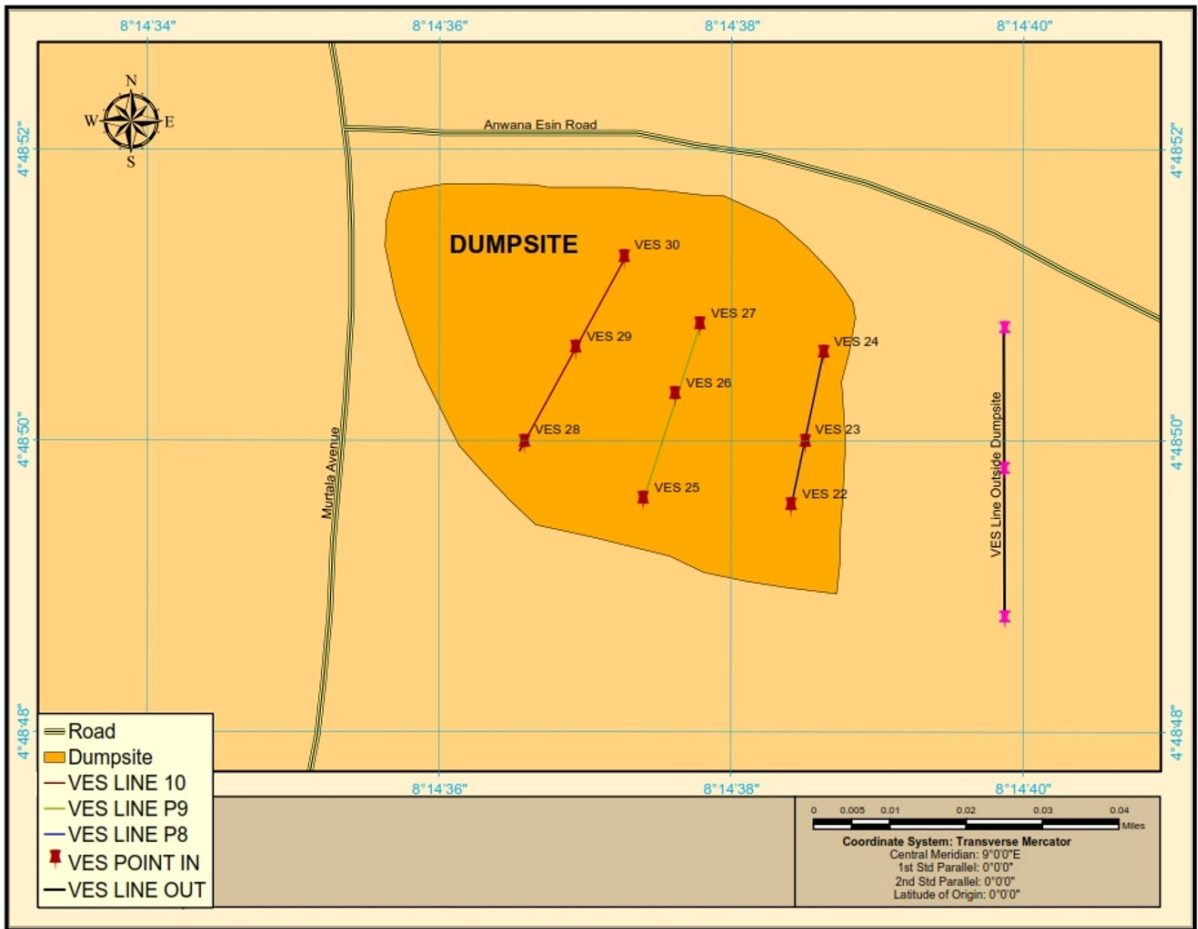 8°14'34" 8°14'36" 8°14'38" 8°14'40"
N
W E
S
4°48'52" 4°48'52"
Anwana Esin Road
DUMPSITE
VES 30
VES 27
VES 29
VES 24
VES 26
VES 28
VES 23
4°48'50" 4°48'50"
Murtala Avenue
VES Line Outside Dumpsite
VES 25
VES 22
4°48'48" 4°48'48"
Road
Dumpsite
VES LINE 10
VES LINE P9
VES LINE P8
VES POINT IN
VES LINE OUT
8°14'36" 8°14'38" 8°14'40"
0 0.005 0.01 0.02 0.03 0.04
Miles
Coordinate System: Transverse Mercator
Central Meridian: 9°0'0"E
1st Std Parallel: 0°0'0"
2nd Std Parallel: 0°0'0"
Latitude of Origin: 0°0'0"